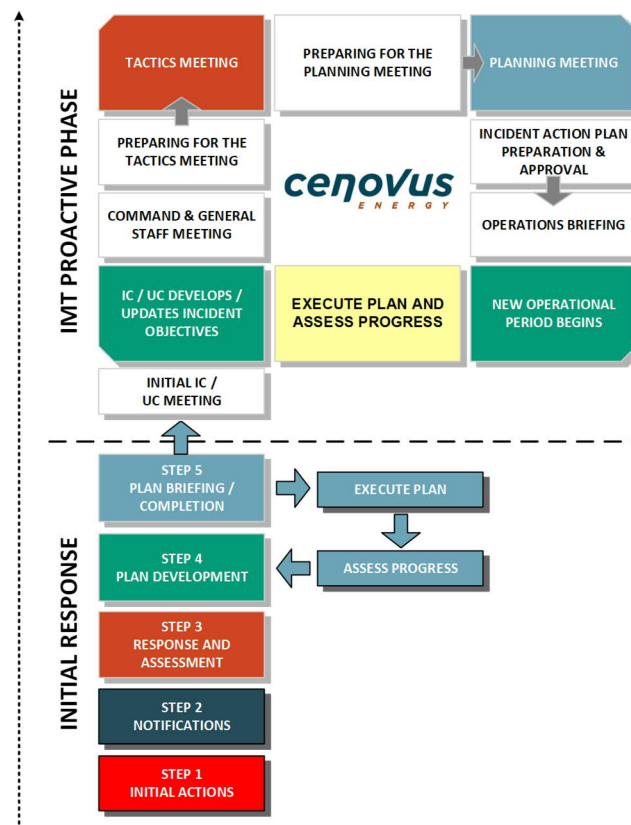 IMT PROACTIVE PHASE
TACTICS MEETING
PREPARING FOR THE
PLANNING MEETING
PLANNING MEETING
PREPARING FOR THE
TACTICS MEETING
INCIDENT ACTION PLAN
PREPARATION &
APPROVAL
cenovus
ENERGY
COMMAND & GENERAL
STAFF MEETING
OPERATIONS BRIEFING
IC / UC DEVELOPS /
UPDATES INCIDENT
OBJECTIVES
EXECUTE PLAN AND
ASSESS PROGRESS
NEW OPERATIONAL
PERIOD BEGINS
INITIAL IC /
UC MEETING
INITIAL RESPONSE
STEP 5
PLAN BRIEFING /
COMPLETION
EXECUTE PLAN
STEP 4
PLAN DEVELOPMENT
ASSESS PROGRESS
STEP 3
RESPONSE AND
ASSESSMENT
STEP 2
NOTIFICATIONS
STEP 1
INITIAL ACTIONS